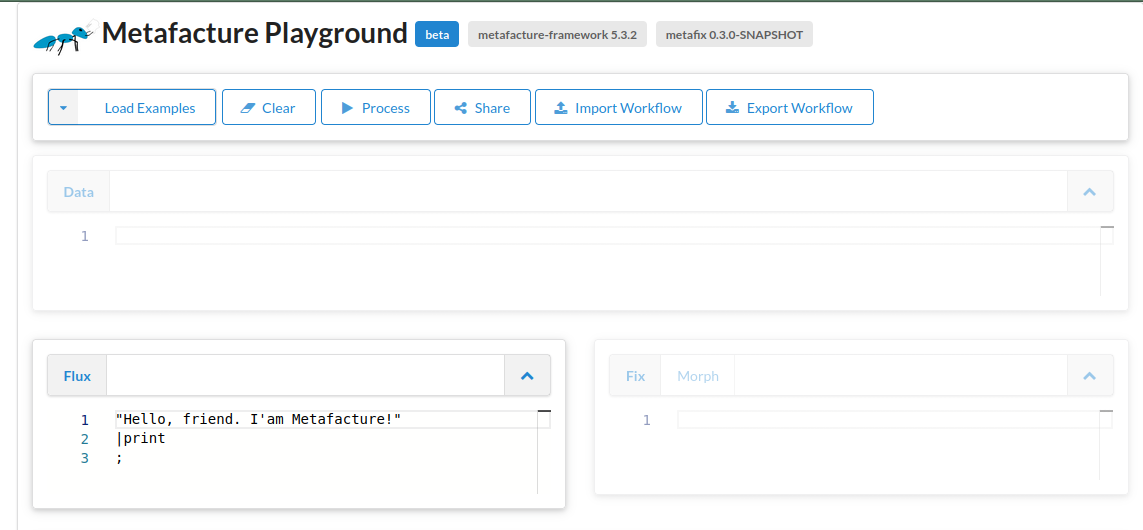 Metafacture Playground beta metafacture-framework 5.3.2 metafix 0.3.0-SNAPSHOT
Load Examples Clear Process Share Import Workflow Export Workflow
Data
1
Flux
1 "Hello, friend. I'am Metafacture!"
2 |print
3 ;
Fix Morph
1